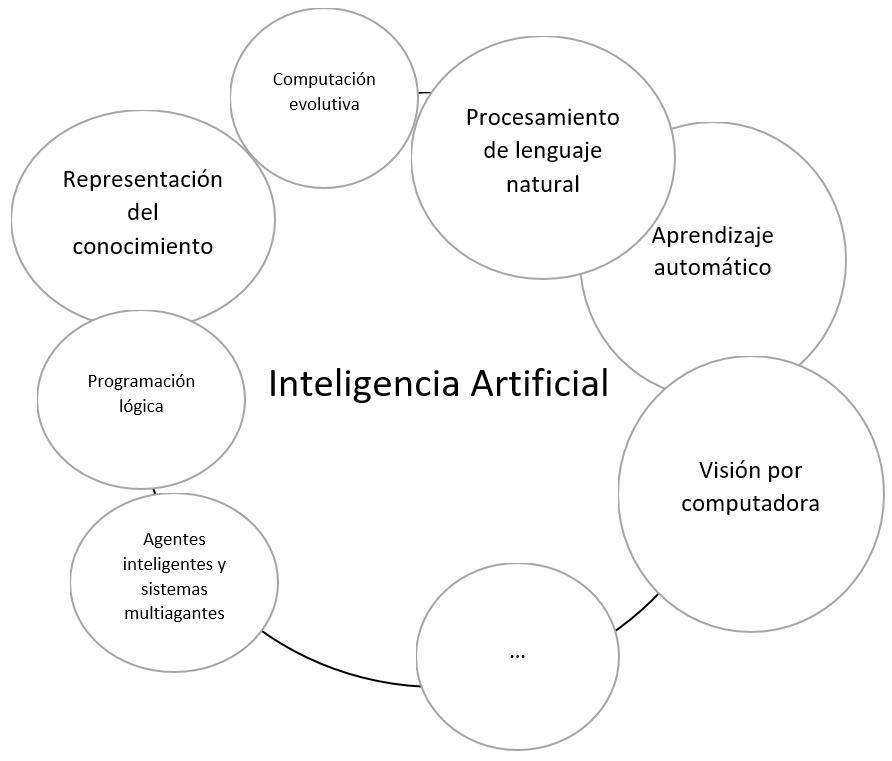 Computación
evolutiva
Procesamiento
de lenguaje
natural
Representación
del
conocimiento
Aprendizaje
automático
Programación
lógica
Inteligencia Artificial
Visión por
computadora
Agentes
inteligentes y
sistemas
multiagantes
...